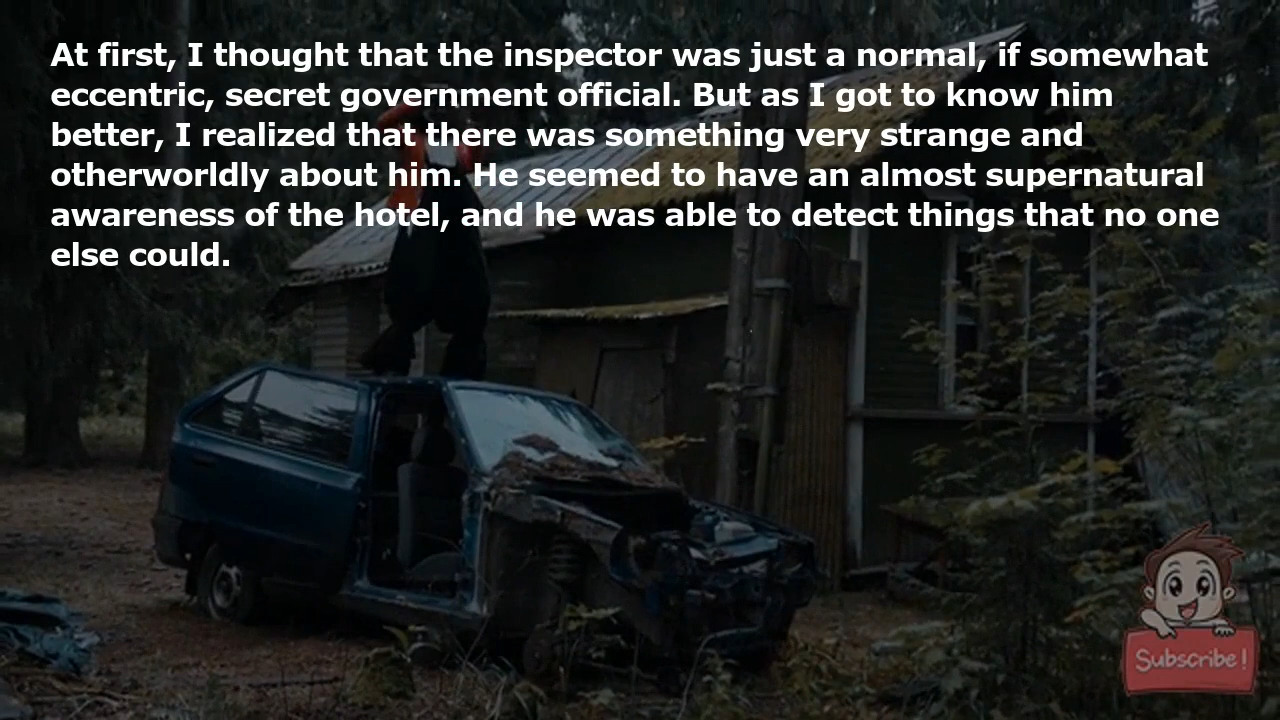 At first, I thought that the inspector was just a normal, if somewhat
eccentric, secret government official. But as I got to know him
better, I realized that there was something very strange and
otherworldly about him. He seemed to have an almost supernatural
awareness of the hotel, and he was able to detect things that no one
else could.
Subscribe!